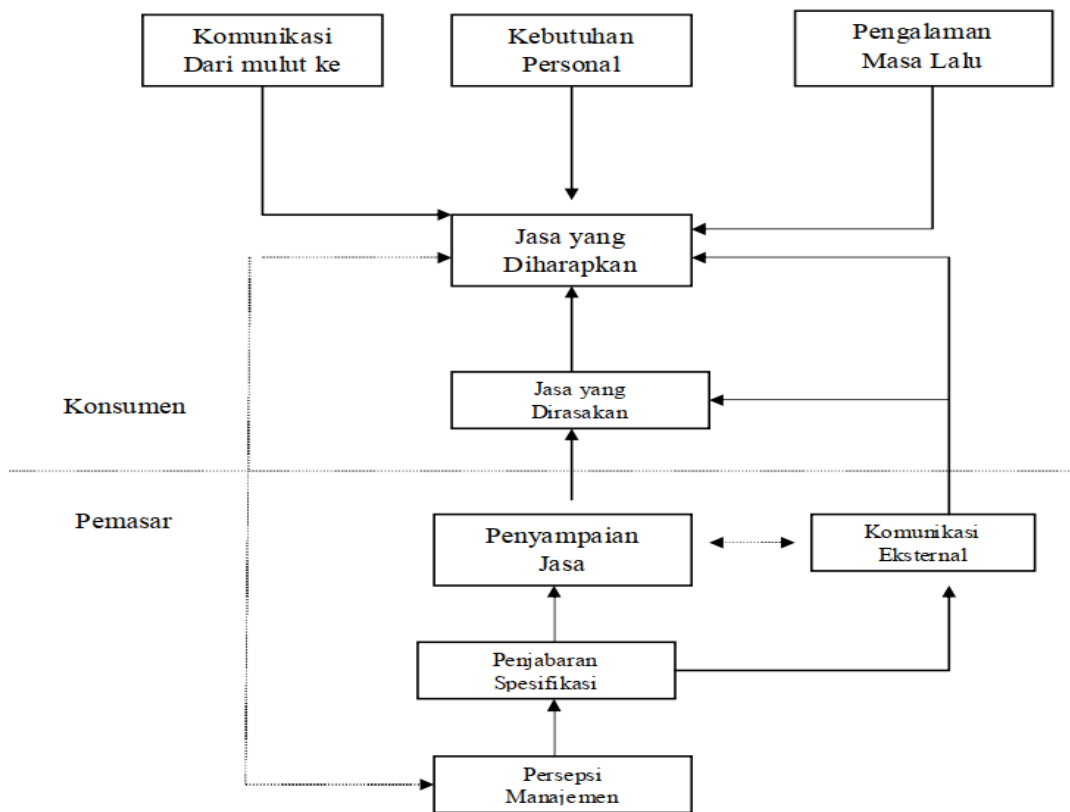 Komunikasi
Dari mulut ke
Kebutuhan
Personal
Pengalaman
Masa Lalu
Jasa yang
Diharapkan
Jasa yang
Dirasakan
Konsumen
Pemasar
Penyampaian
Jasa
Komunikasi
Eksternal
Penjabaran
Spesifikasi
Persepsi
Manajemen